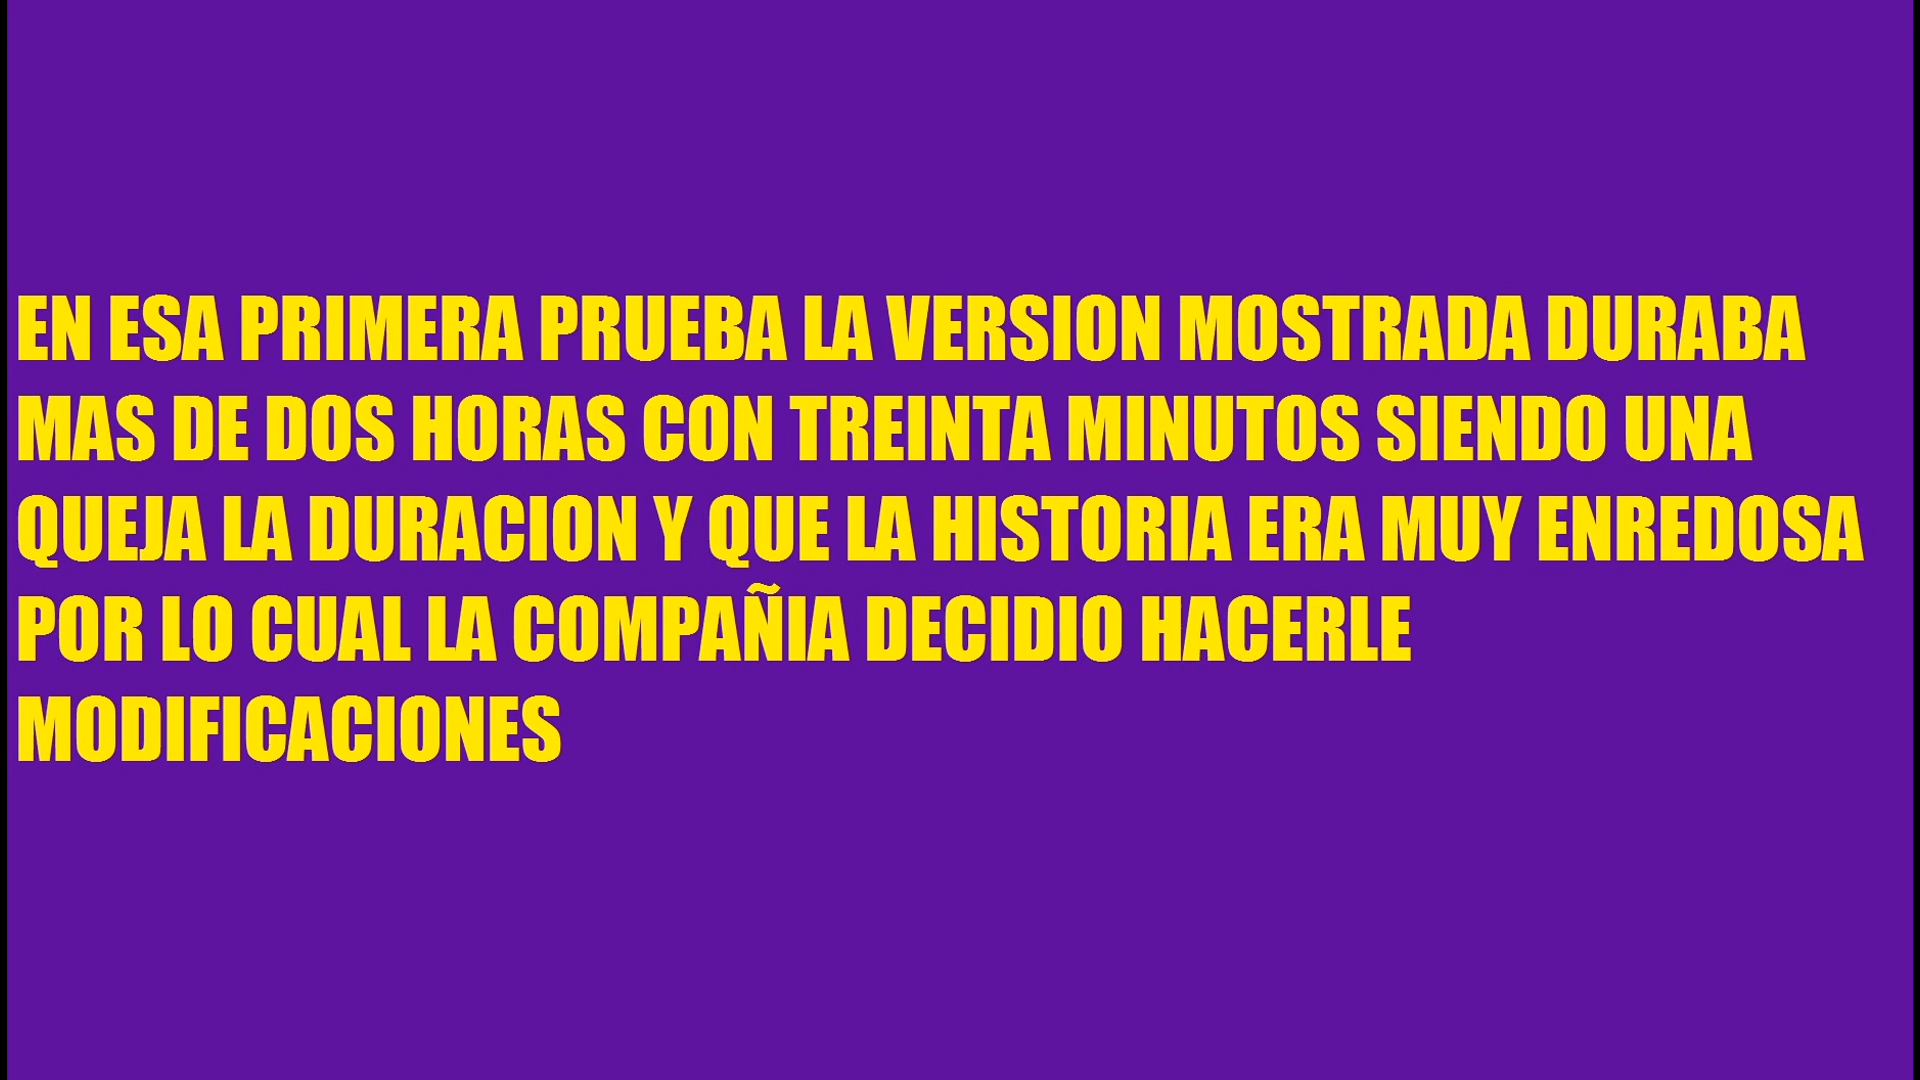 EN ESA PRIMERA PRUEBA LA VERSION MOSTRADA DURABA
MAS DE DOS HORAS CON TREINTA MINUTOS SIENDO UNA
QUEJA LA DURACION Y QUE LA HISTORIA ERA MUY ENREDOSA
POR LO CUAL LA COMPAÑIA DECIDIO HACERLE
MODIFICACIONES